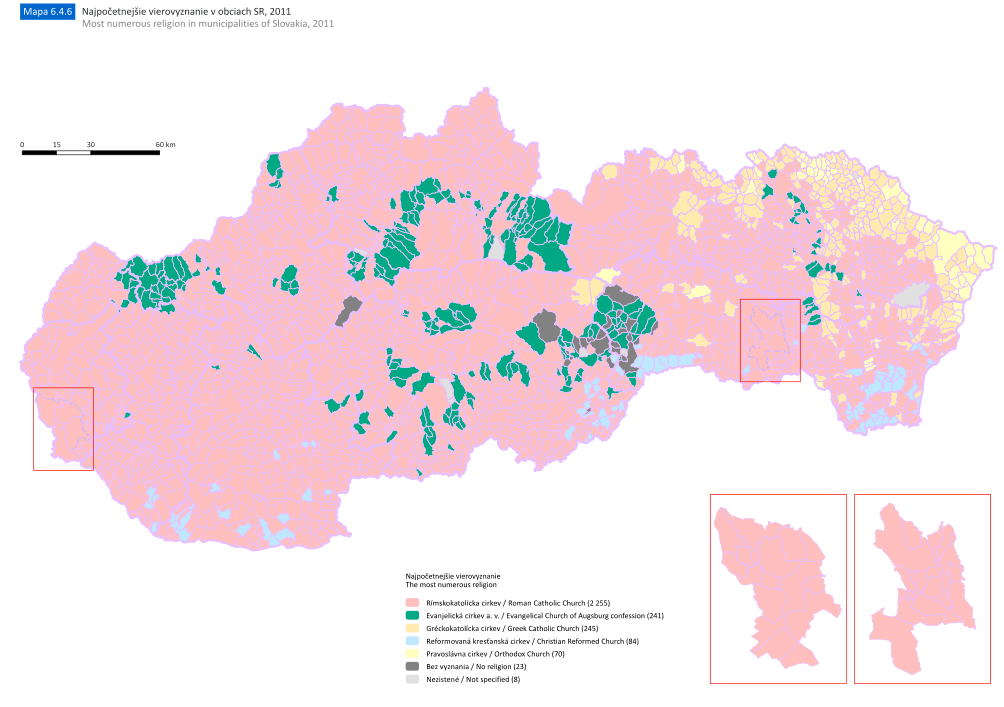 Mapa 6.4.6 Najpočetnejšie vierovyznanie v obciach SR, 2011
Most numerous religion in municipalities of Slovakia, 2011
0 15 30 60 km
Najpočetnejšie vierovyznanie
The most numerous religion
Rímskokatolícka cirkev / Roman Catholic Church (2 255)
Evanjelická cirkev a. v. / Evangelical Church of Augsburg confession (241)
Gréckokatolícka cirkev / Greek Catholic Church (245)
Reformovaná kresťanská cirkev / Christian Reformed Church (84)
Pravoslávna cirkev / Orthodox Church (70)
Bez vyznania / No religion (23)
Nezistené / Not specified (8)